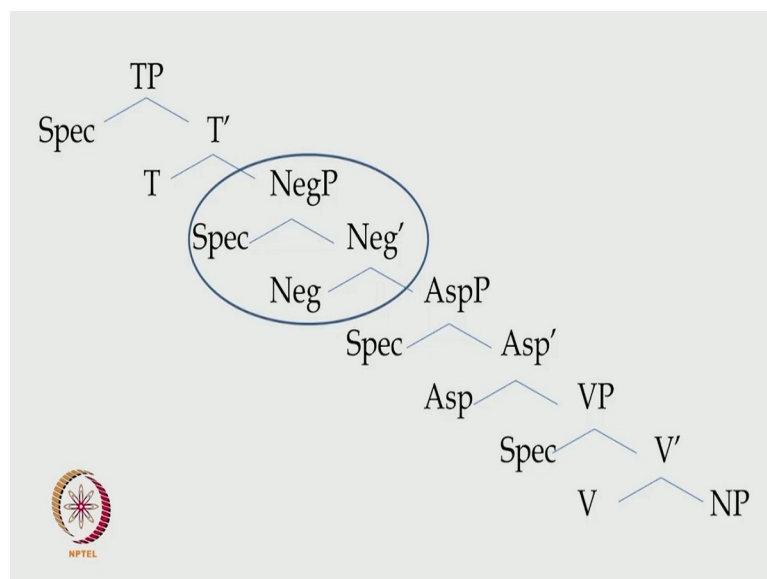 TP
Spec T′
T NegP
Spec Neg′
Neg AspP
Spec Asp′
Asp VP
Spec V′
V NP
NPTEL